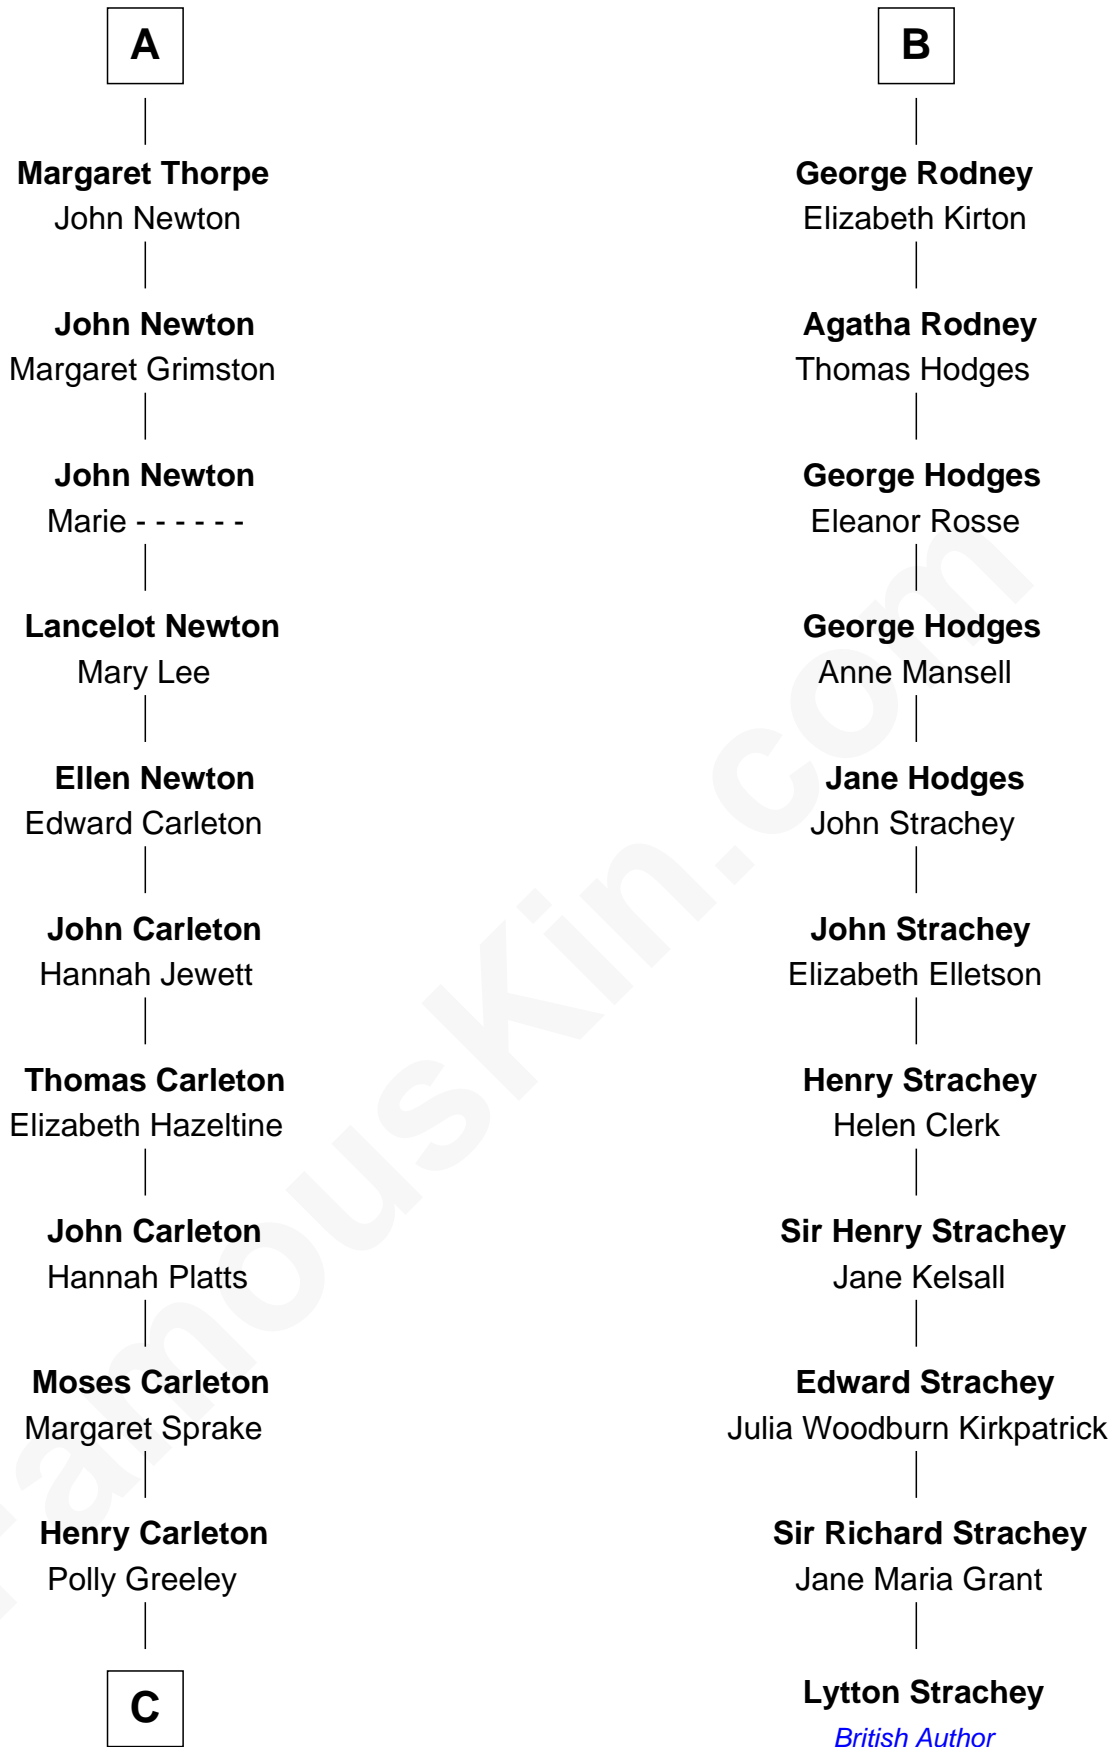 A
Margaret Thorpe
John Newton
John Newton
Margaret Grimston
John Newton
Marie - - - - - -
Lancelot Newton
Mary Lee
Ellen Newton
Edward Carleton
John Carleton
Hannah Jewett
Thomas Carleton
Elizabeth Hazeltine
John Carleton
Hannah Platts
Moses Carleton
Margaret Sprake
Henry Carleton
Polly Greeley
C
B
George Rodney
Elizabeth Kirton
Agatha Rodney
Thomas Hodges
George Hodges
Eleanor Rosse
George Hodges
Anne Mansell
Jane Hodges
John Strachey
John Strachey
Elizabeth Elletson
Henry Strachey
Helen Clerk
Sir Henry Strachey
Jane Kelsall
Edward Strachey
Julia Woodburn Kirkpatrick
Sir Richard Strachey
Jane Maria Grant
Lytton Strachey
British Author
FamousKin.com